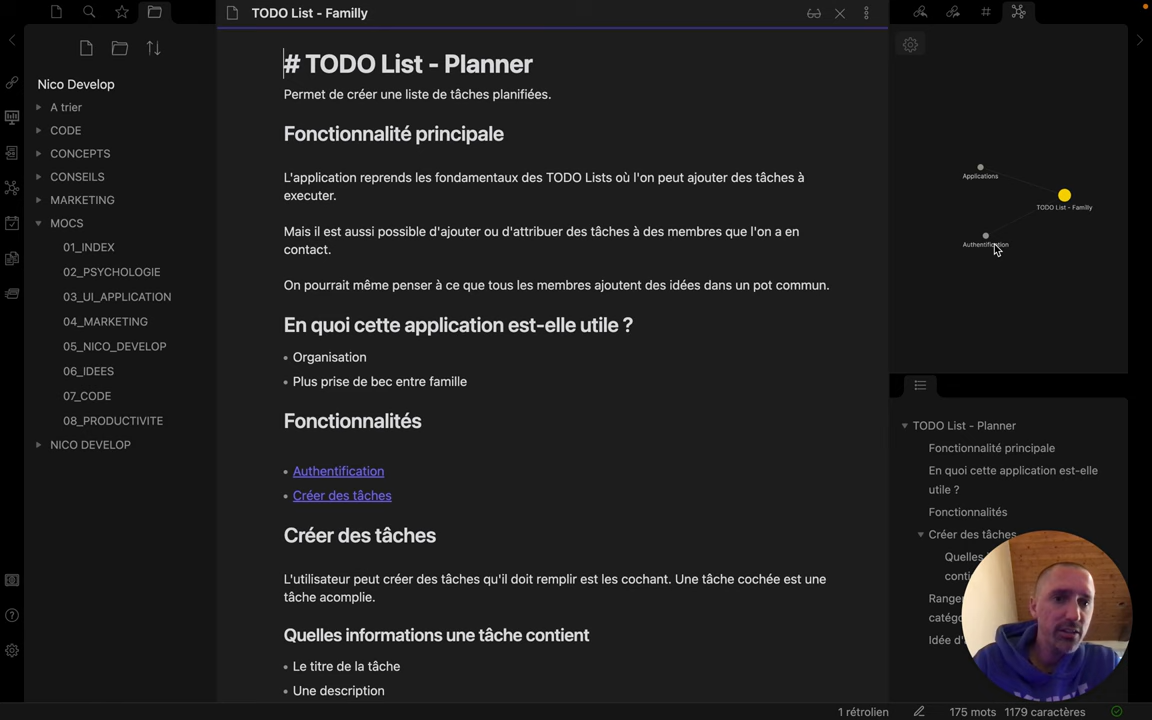 TODO List - Familly
Nico Develop
A trier
CODE
CONCEPTS
CONSEILS
MARKETING
MOCS
01_INDEX
02_PSYCHOLOGIE
03_UI_APPLICATION
04_MARKETING
05_NICO_DEVELOP
06_IDEES
07_CODE
08_PRODUCTIVITE
NICO DEVELOP
# TODO List - Planner
Permet de créer une liste de tâches planifiées.
Fonctionnalité principale
L'application reprends les fondamentaux des TODO Lists où l'on peut ajouter des tâches à
executer.
Mais il est aussi possible d'ajouter ou d'attribuer des tâches à des membres que l'on a en
contact.
On pourrait même penser à ce que tous les membres ajoutent des idées dans un pot commun.
En quoi cette application est-elle utile ?
Organisation
Plus prise de bec entre famille
Fonctionnalités
Authentification
Créer des tâches
Créer des tâches
L'utilisateur peut créer des tâches qu'il doit remplir est les cochant. Une tâche cochée est une
tâche acomplie.
Quelles informations une tâche contient
Le titre de la tâche
Une description
Applications
TODO List - Familly
Authentification
TODO List - Planner
Fonctionnalité principale
En quoi cette application est-elle
utile ?
Fonctionnalités
Créer des tâches
1 rétrolien
175 mots 1179 caractères